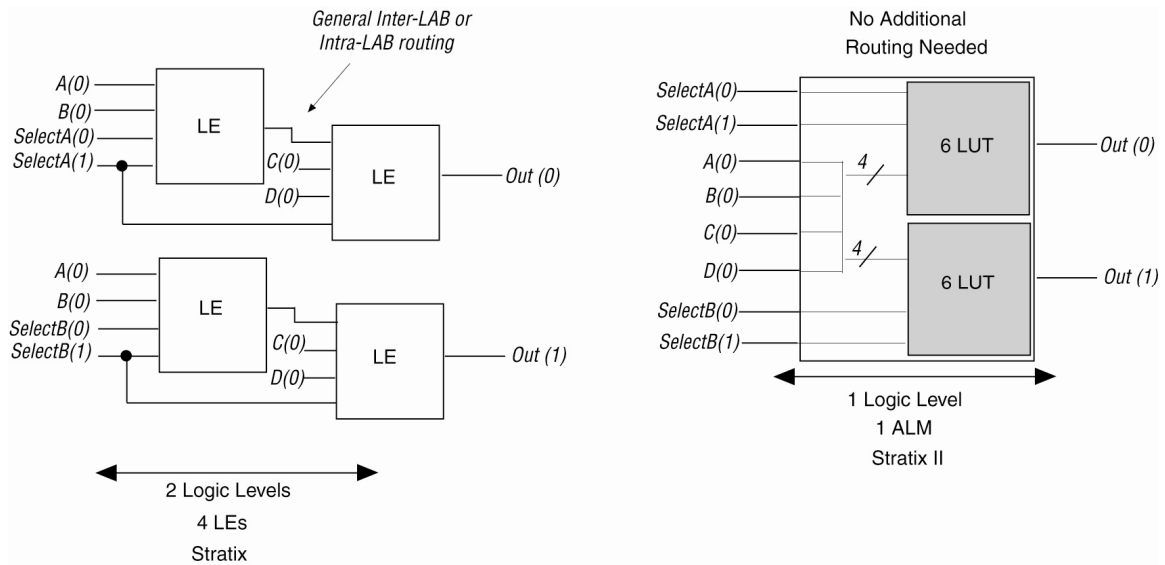 General Inter-LAB or
Intra-LAB routing
A(0)
B(0)
SelectA(0)
SelectA(1)
LE
C(0)
D(0)
LE
Out (0)
A(0)
B(0)
SelectB(0)
SelectB(1)
LE
C(0)
D(0)
LE
Out (1)
2 Logic Levels
4 LEs
Stratix
No Additional
Routing Needed
SelectA(0)
SelectA(1)
A(0)
B(0)
C(0)
D(0)
SelectB(0)
SelectB(1)
4
4
6 LUT
6 LUT
Out (0)
Out (1)
1 Logic Level
1 ALM
Stratix II